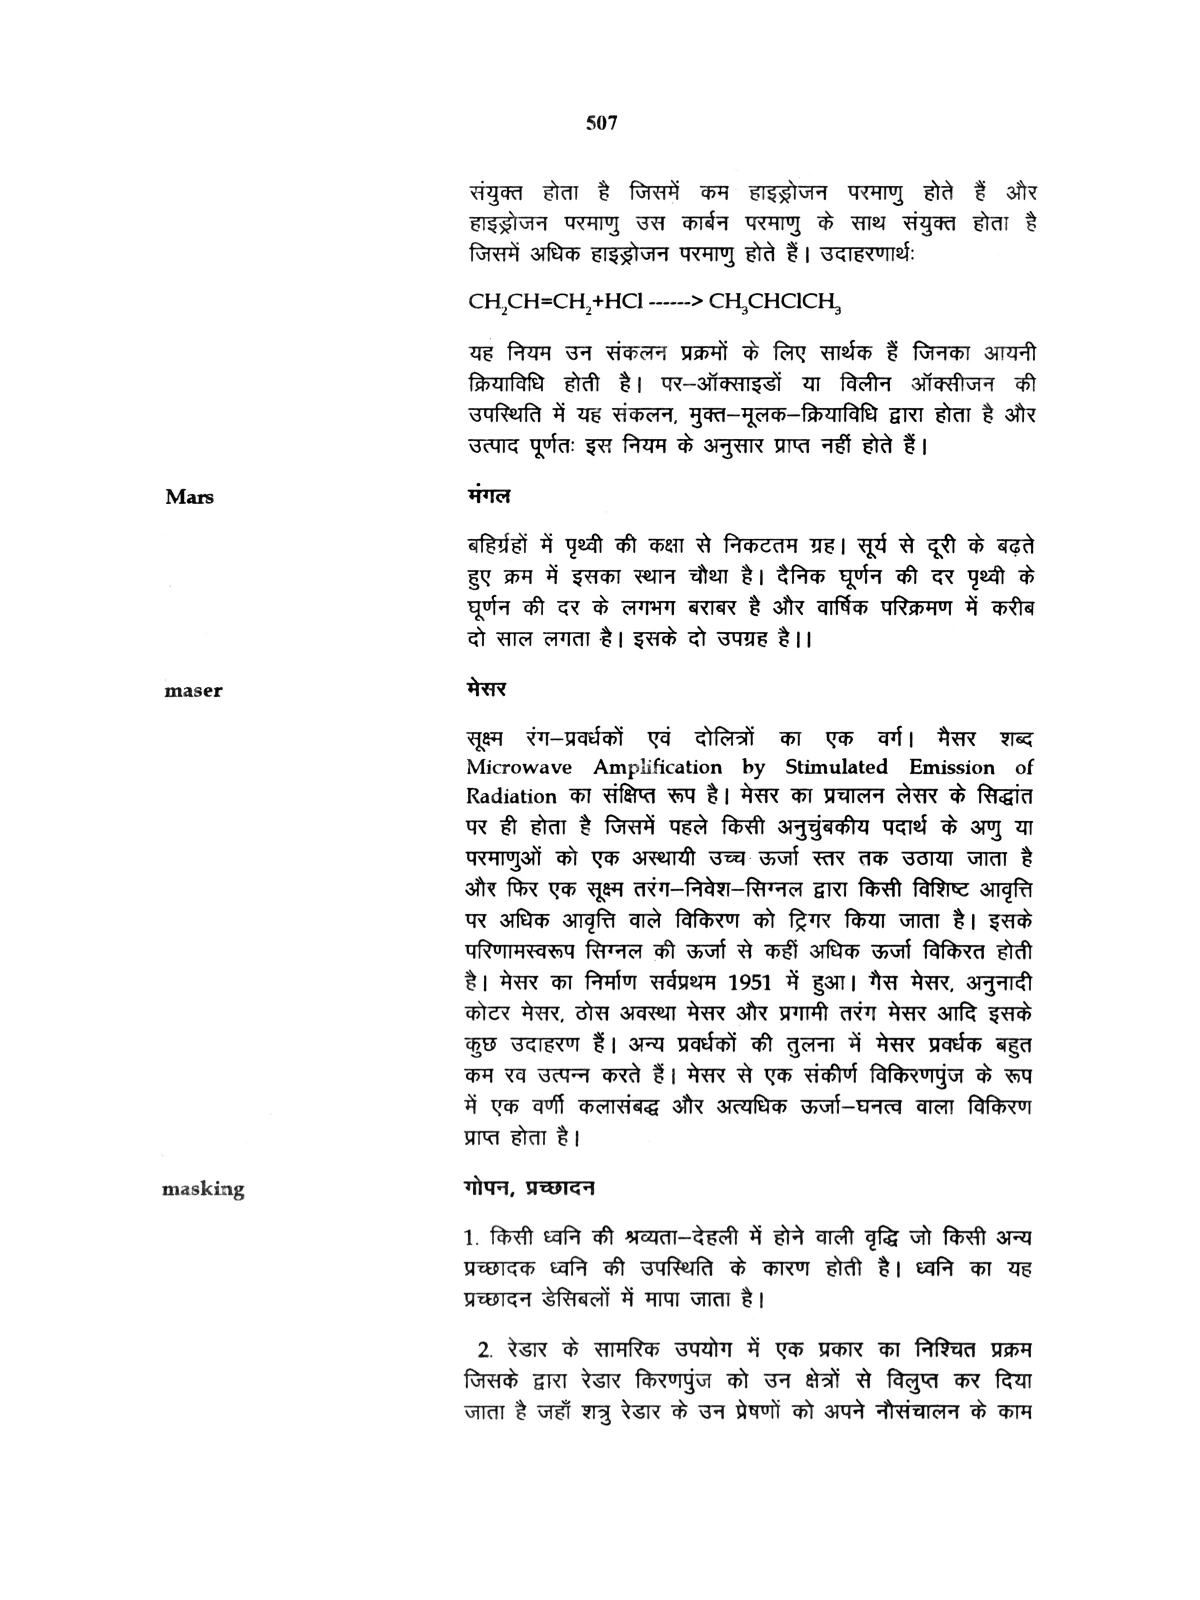 507
संयुक्त होता है जिसमें कम हाइड्रोजन परमाणु होते हैं और
हाइड्रोजन परमाणु उस कार्बन परमाणु के साथ संयुक्त होता है
जिसमें अधिक हाइड्रोजन परमाणु होते हैं। उदाहरणार्थः
CH₂CH=CH₂+HCl ------> CH₃CHClCH₃
यह नियम उन संकलन प्रक्रमों के लिए सार्थक हैं जिनका आयनी
क्रियाविधि होती है। पर–ऑक्साइडों या विलीन ऑक्सीजन की
उपस्थिति में यह संकलन, मुक्त–मूलक–क्रियाविधि द्वारा होता है और
उत्पाद पूर्णतः इस नियम के अनुसार प्राप्त नहीं होते हैं।
Mars मंगल
बहिर्ग्रहों में पृथ्वी की कक्षा से निकटतम ग्रह। सूर्य से दूरी के बढ़ते
हुए क्रम में इसका स्थान चौथा है। दैनिक घूर्णन की दर पृथ्वी के
घूर्णन की दर के लगभग बराबर है और वार्षिक परिक्रमण में करीब
दो साल लगता है। इसके दो उपग्रह है।।
maser मेसर
सूक्ष्म रंग–प्रवर्धकों एवं दोलित्रों का एक वर्ग। मैसर शब्द
Microwave Amplification by Stimulated Emission of
Radiation का संक्षिप्त रूप है। मेसर का प्रचालन लेसर के सिद्धांत
पर ही होता है जिसमें पहले किसी अनुचुंबकीय पदार्थ के अणु या
परमाणुओं को एक अस्थायी उच्च ऊर्जा स्तर तक उठाया जाता है
और फिर एक सूक्ष्म तरंग–निवेश–सिग्नल द्वारा किसी विशिष्ट आवृत्ति
पर अधिक आवृत्ति वाले विकिरण को ट्रिगर किया जाता है। इसके
परिणामस्वरूप सिग्नल की ऊर्जा से कहीं अधिक ऊर्जा विकिरत होती
है। मेसर का निर्माण सर्वप्रथम 1951 में हुआ। गैस मेसर, अनुनादी
कोटर मेसर, ठोस अवस्था मेसर और प्रगामी तरंग मेसर आदि इसके
कुछ उदाहरण हैं। अन्य प्रवर्धकों की तुलना में मेसर प्रवर्धक बहुत
कम रव उत्पन्न करते हैं। मेसर से एक संकीर्ण विकिरणपुंज के रूप
में एक वर्णी कलासंबद्ध और अत्यधिक ऊर्जा–घनत्व वाला विकिरण
प्राप्त होता है।
masking गोपन, प्रच्छादन
1. किसी ध्वनि की श्रव्यता–देहली में होने वाली वृद्धि जो किसी अन्य
प्रच्छादक ध्वनि की उपस्थिति के कारण होती है। ध्वनि का यह
प्रच्छादन डेसिबलों में मापा जाता है।
2. रेडार के सामरिक उपयोग में एक प्रकार का निश्चित प्रक्रम
जिसके द्वारा रेडार किरणपुंज को उन क्षेत्रों से विलुप्त कर दिया
जाता है जहाँ शत्रु रेडार के उन प्रेषणों को अपने नौसंचालन के काम